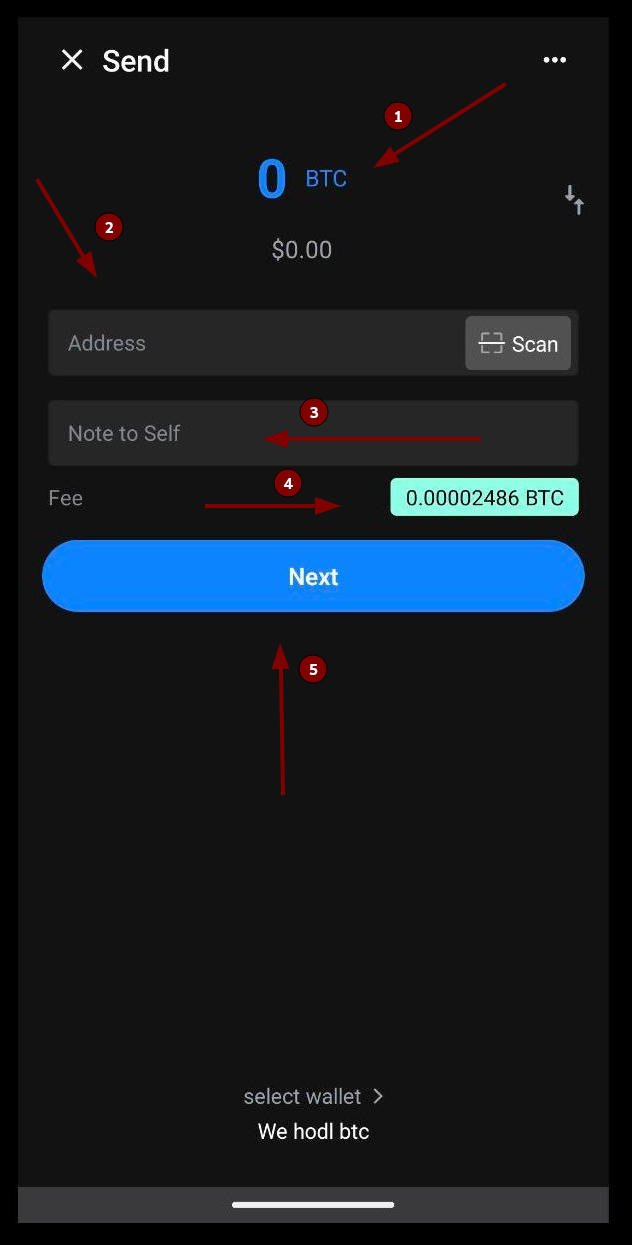 Send
1
0 BTC
2
$0.00
Address
Scan
3
Note to Self
4
Fee
0.00002486 BTC
Next
5
select wallet
We hodl btc